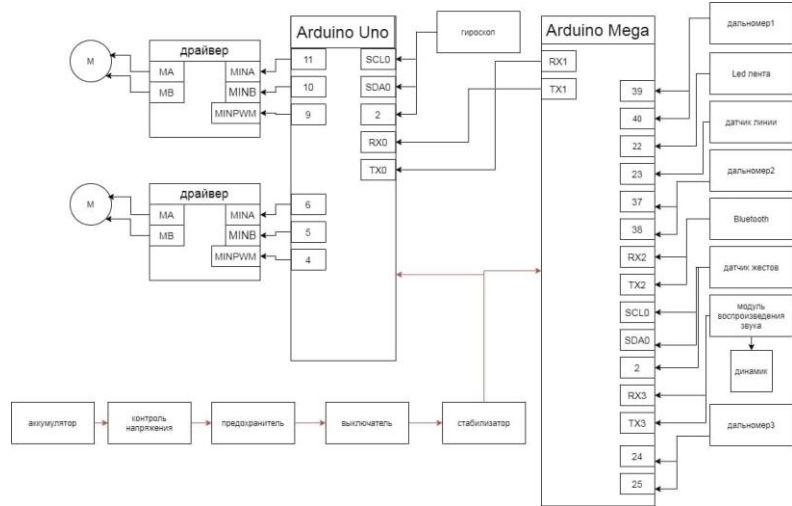 Arduino Uno
Arduino Mega
драйвер
M
MA
MB
MINA
MINB
MINPWM
11
10
9
SCL0
SDA0
2
RX0
TX0
гироскоп
RX1
TX1
драйвер
M
MA
MB
MINA
MINB
MINPWM
6
5
4
39
40
22
23
37
38
RX2
TX2
SCL0
SDA0
2
RX3
TX3
24
25
дальномер1
Led лента
датчик линии
дальномер2
Bluetooth
датчик жестов
модуль
воспроизведения
звука
динамик
дальномер3
аккумулятор
контроль
напряжения
предохранитель
выключатель
стабилизатор